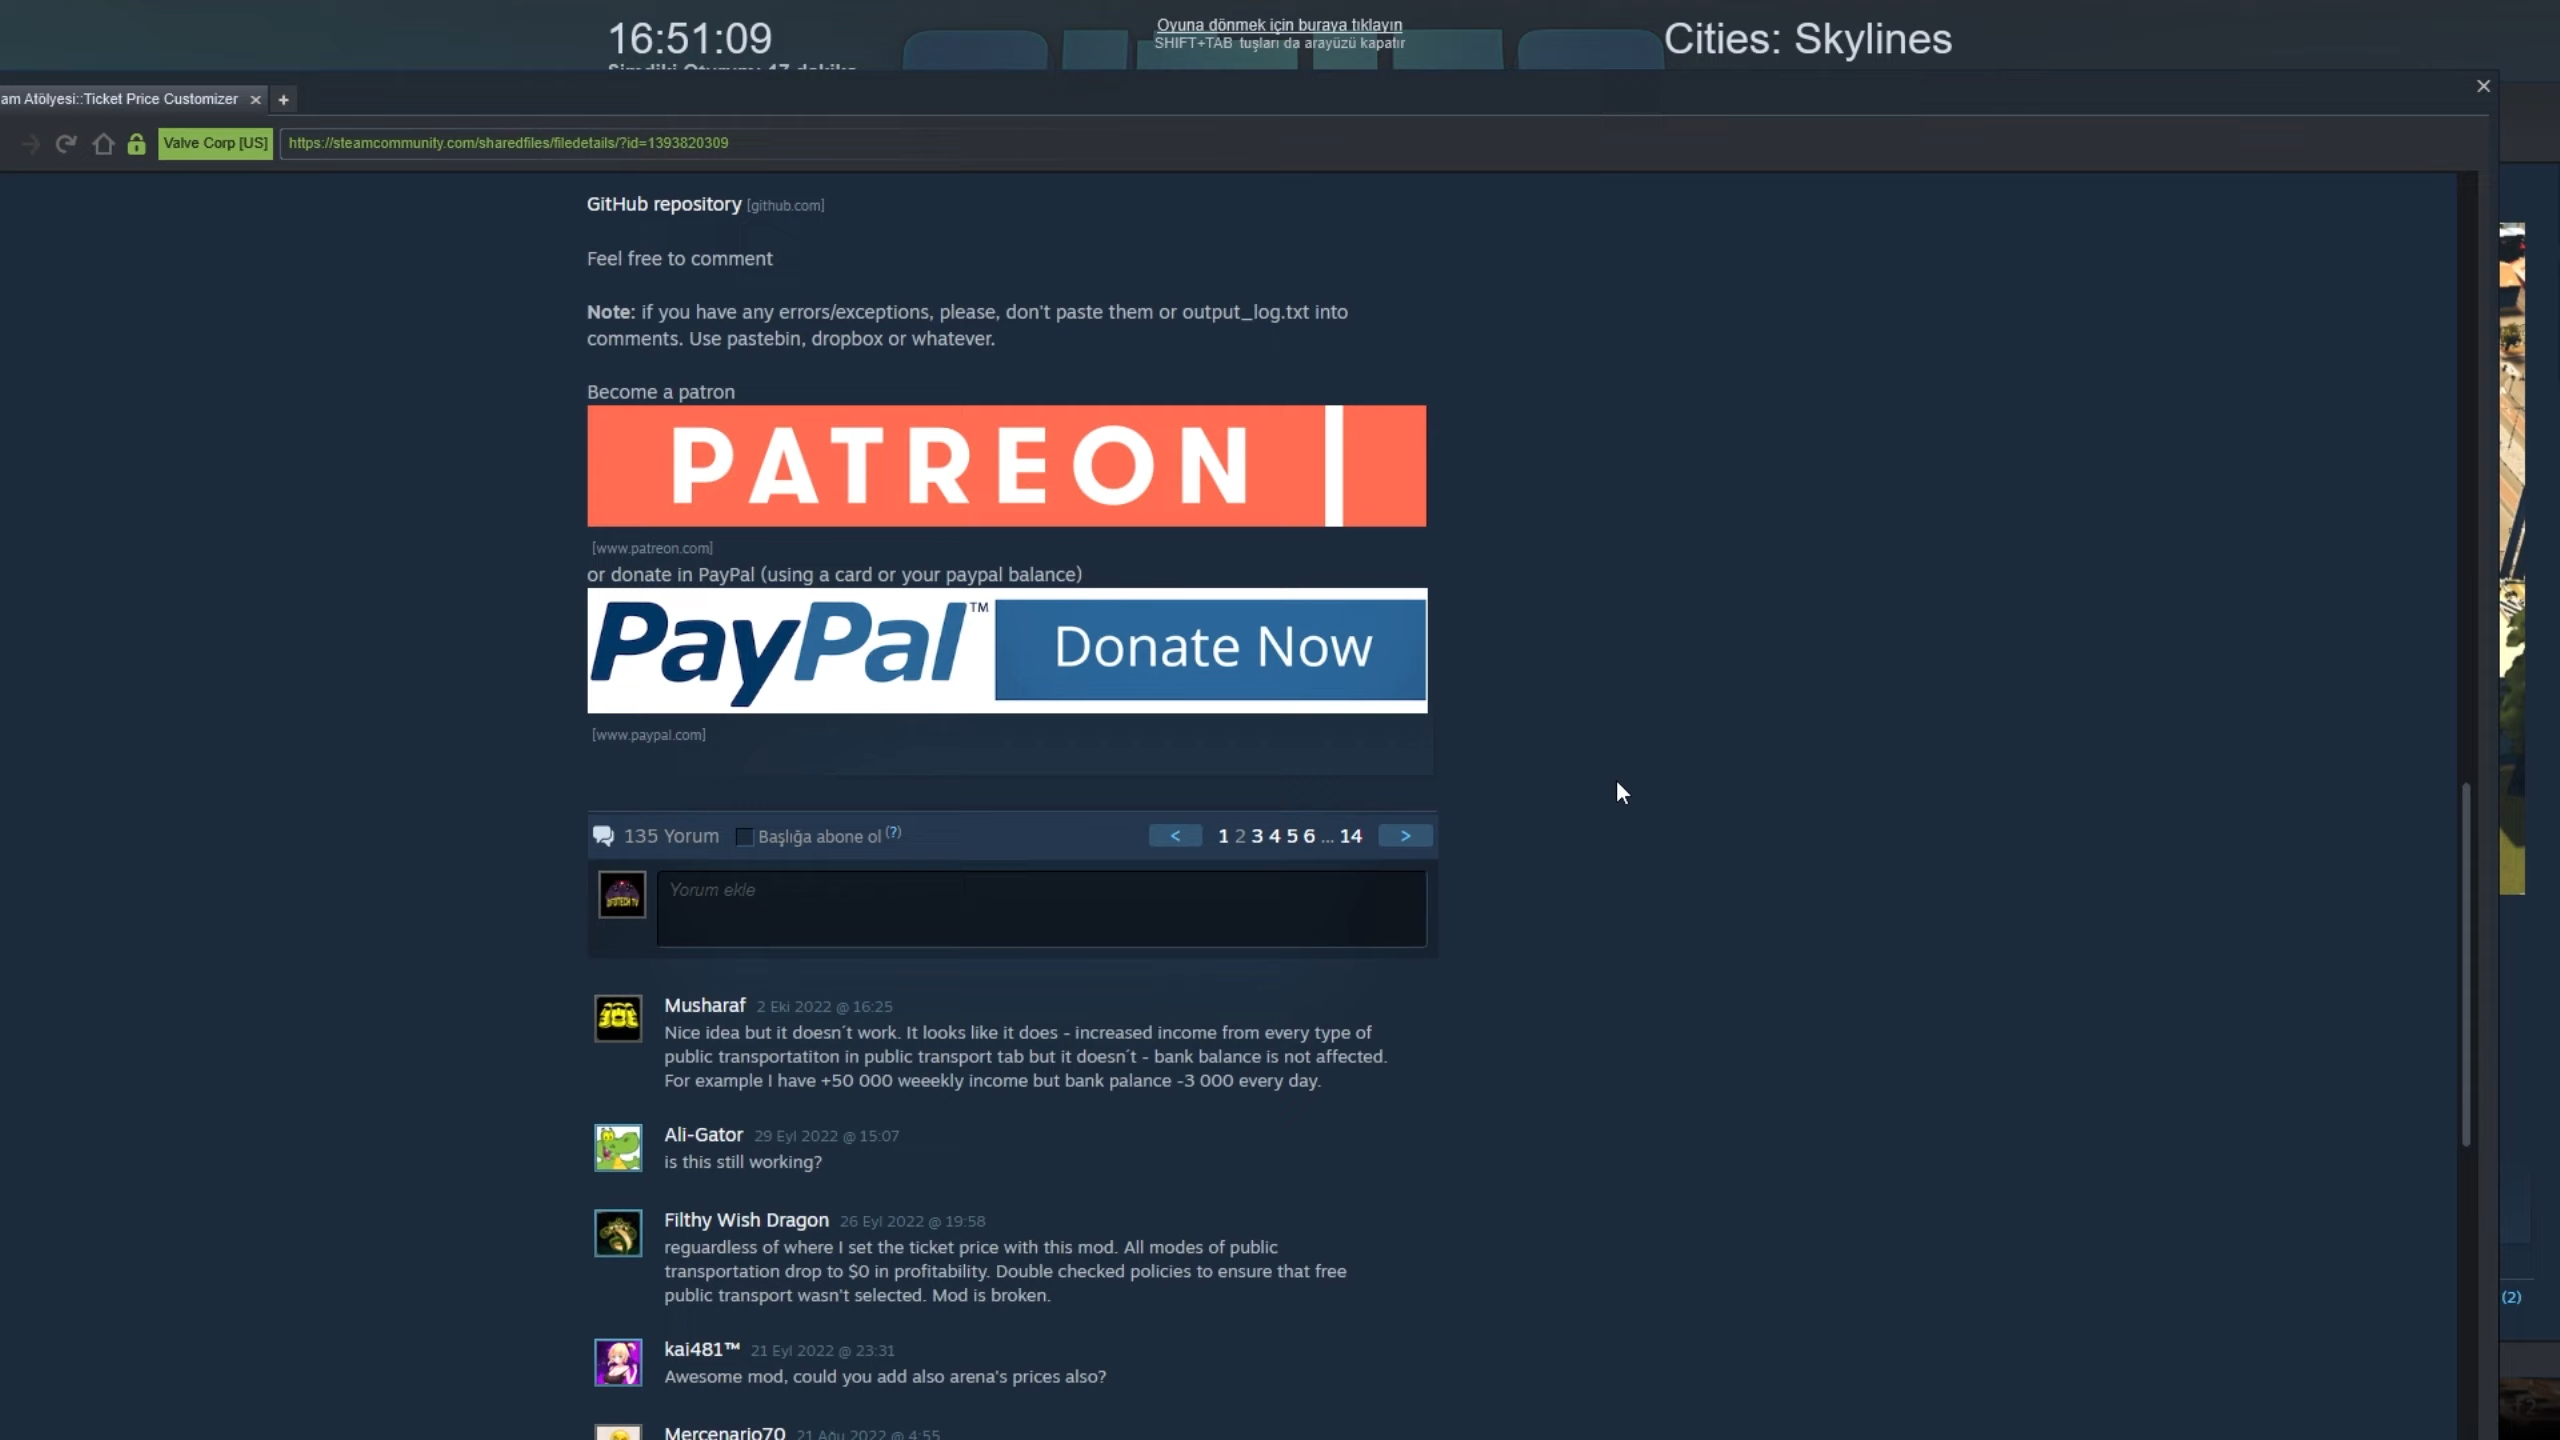 16:51:09
Şimdiki Oturum: 17 dakika
Oyuna dönmek için buraya tıklayın
SHIFT+TAB tuşları da arayüzü kapatır
Cities: Skylines
am Atölyesi::Ticket Price Customizer
Valve Corp [US]
https://steamcommunity.com/sharedfiles/filedetails/?id=1393820309
GitHub repository [github.com]
Feel free to comment
Note: if you have any errors/exceptions, please, don't paste them or output_log.txt into
comments. Use pastebin, dropbox or whatever.
Become a patron
PATREON
[www.patreon.com]
or donate in PayPal (using a card or your paypal balance)
PayPal™ Donate Now
[www.paypal.com]
135 Yorum Başlığa abone ol (?) < 1 2 3 4 5 6 ... 14 >
Yorum ekle
Musharaf 2 Eki 2022 @ 16:25
Nice idea but it doesn´t work. It looks like it does - increased income from every type of
public transportatiton in public transport tab but it doesn´t - bank balance is not affected.
For example I have +50 000 weeekly income but bank palance -3 000 every day.
Ali-Gator 29 Eyl 2022 @ 15:07
is this still working?
Filthy Wish Dragon 26 Eyl 2022 @ 19:58
reguardless of where I set the ticket price with this mod. All modes of public
transportation drop to $0 in profitability. Double checked policies to ensure that free
public transport wasn't selected. Mod is broken.
(2)
kai481™ 21 Eyl 2022 @ 23:31
Awesome mod, could you add also arena's prices also?
Mercenario70 21 Ağu 2022 @ 4:55